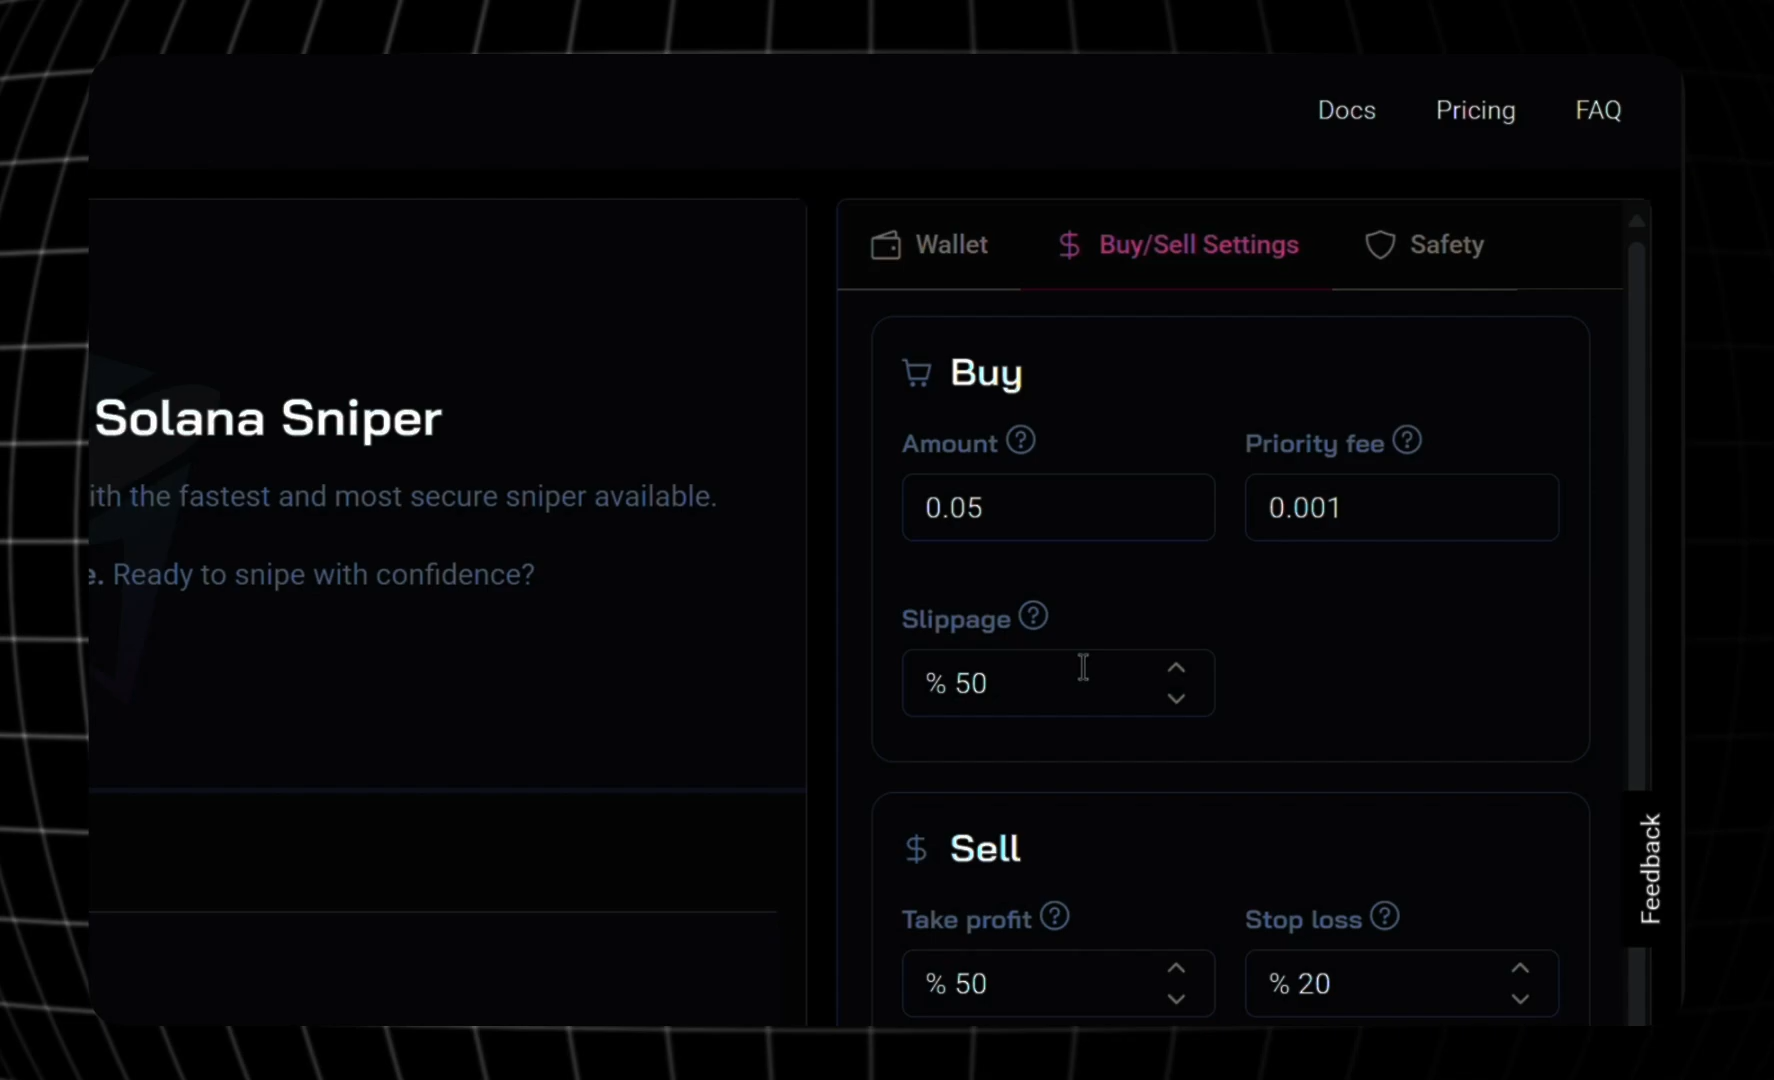 Docs Pricing FAQ
Wallet Buy/Sell Settings Safety
Solana Sniper
ith the fastest and most secure sniper available.
e. Ready to snipe with confidence?
Buy
Amount Priority fee
0.05 0.001
Slippage
% 50
Sell
Take profit Stop loss
% 50 % 20
Feedback